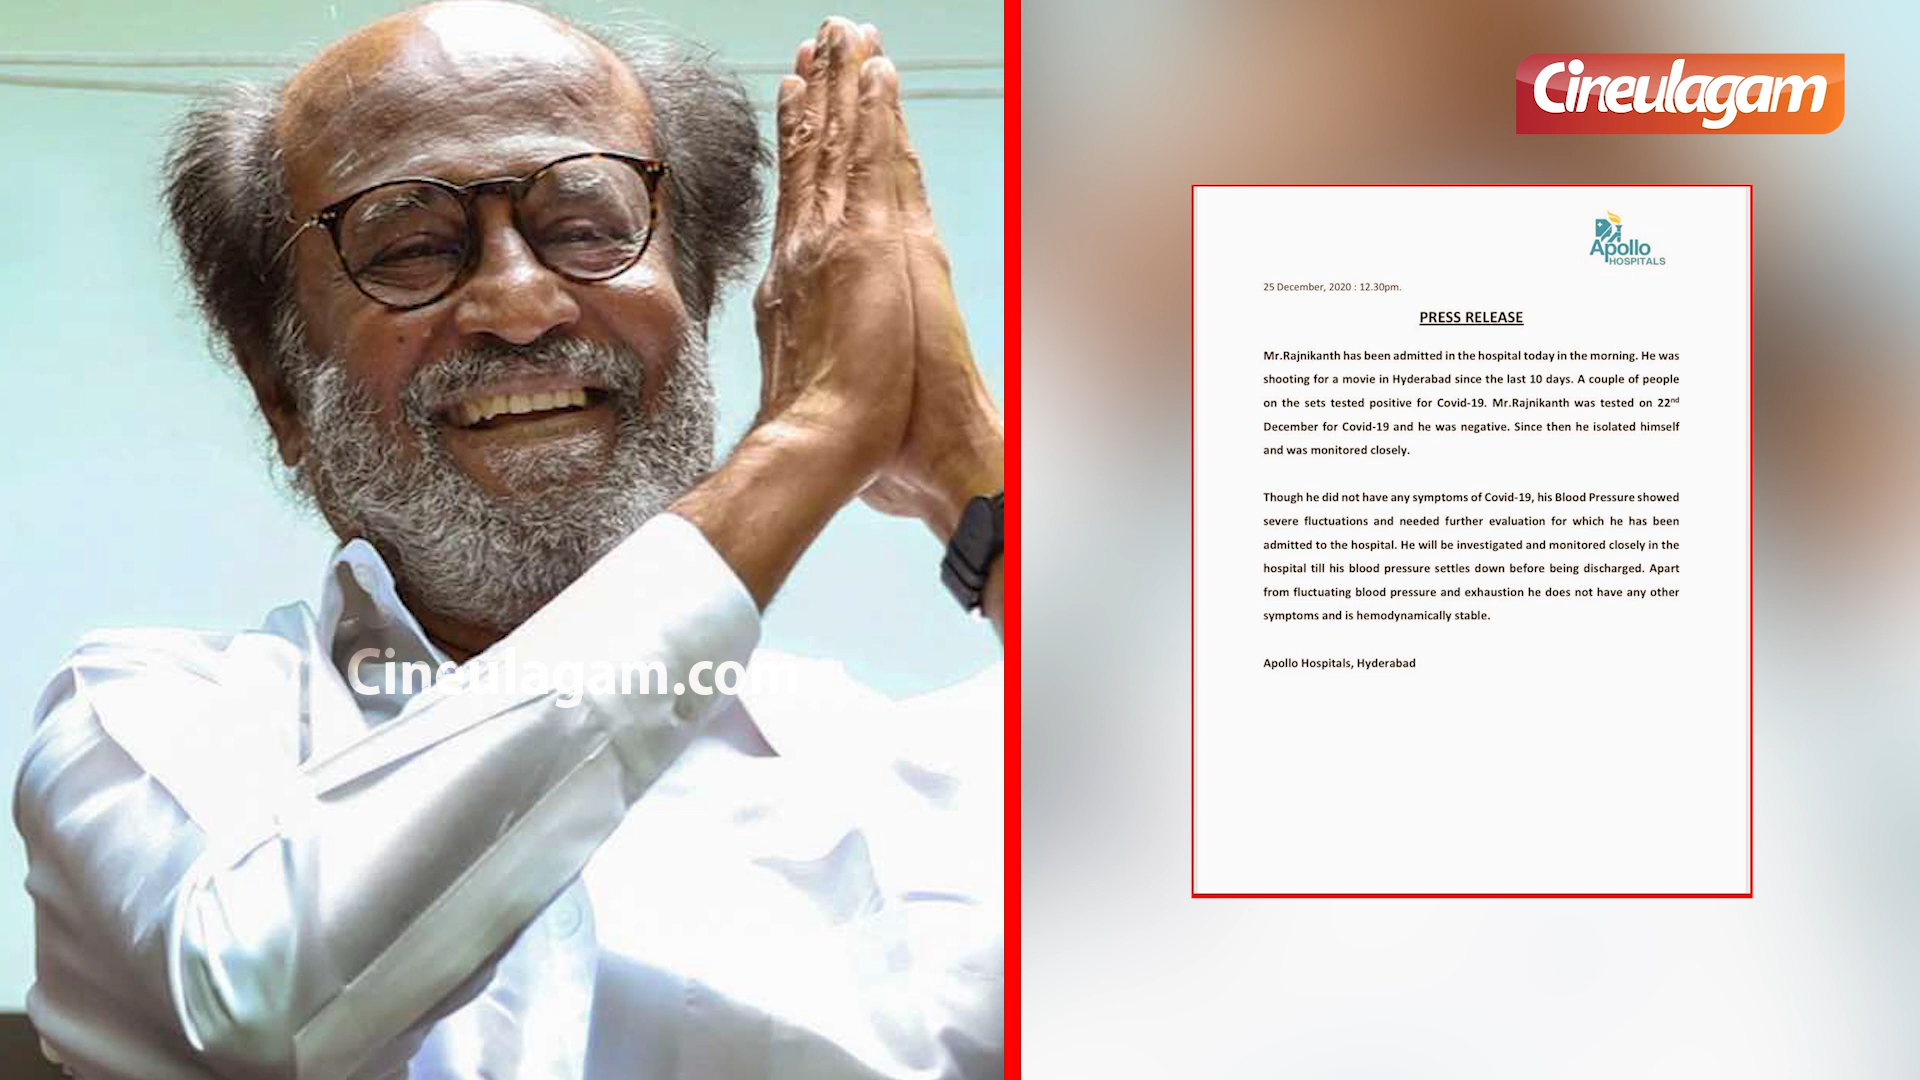 Cineulagam
Apollo
HOSPITALS
25 December, 2020 : 12.30pm.
PRESS RELEASE
Mr.Rajnikanth has been admitted in the hospital today in the morning. He was
shooting for a movie in Hyderabad since the last 10 days. A couple of people
on the sets tested positive for Covid-19. Mr.Rajnikanth was tested on 22nd
December for Covid-19 and he was negative. Since then he isolated himself
and was monitored closely.
Though he did not have any symptoms of Covid-19, his Blood Pressure showed
severe fluctuations and needed further evaluation for which he has been
admitted to the hospital. He will be investigated and monitored closely in the
hospital till his blood pressure settles down before being discharged. Apart
from fluctuating blood pressure and exhaustion he does not have any other
symptoms and is hemodynamically stable.
Apollo Hospitals, Hyderabad
Cineulagam.com